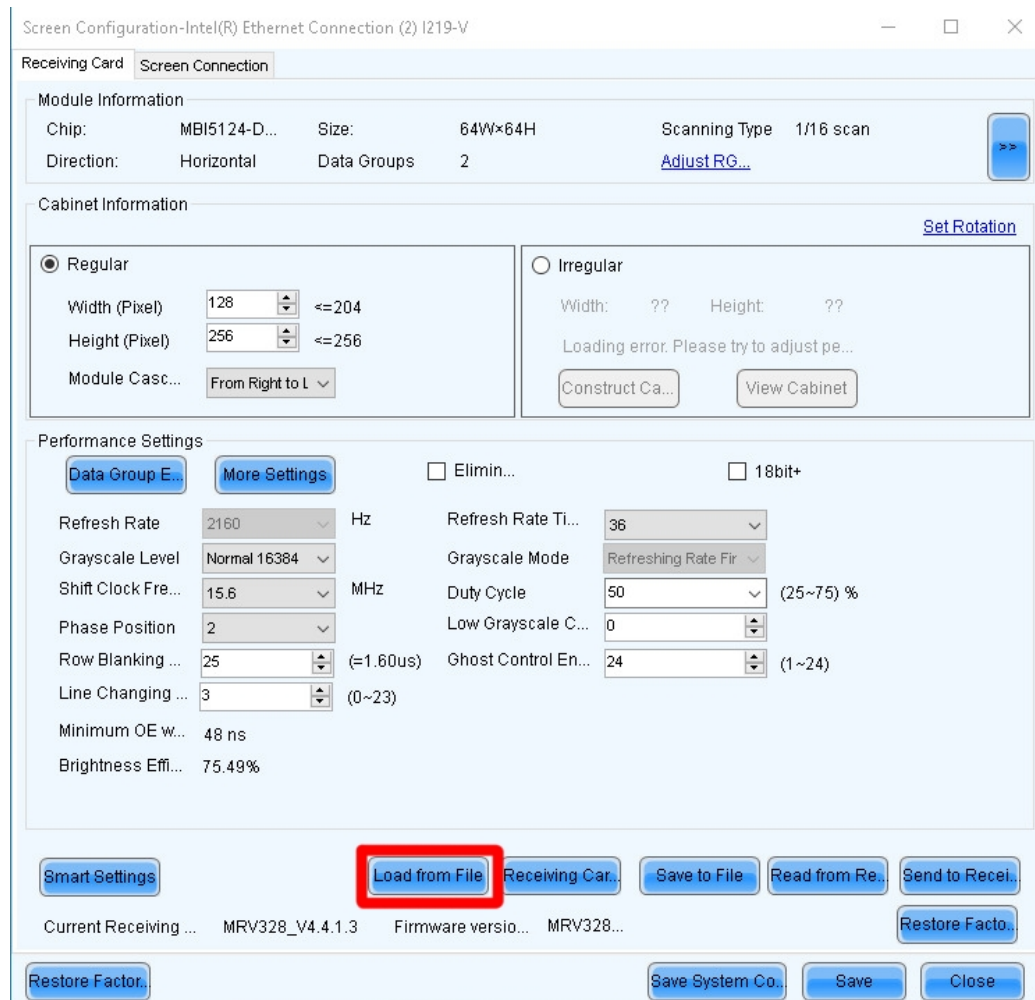 Screen Configuration-Intel(R) Ethernet Connection (2) I219-V
Receiving Card Screen Connection
Module Information
Chip: MBI5124-D... Size: 64W×64H Scanning Type 1/16 scan
Direction: Horizontal Data Groups 2 Adjust RG...
>>
Cabinet Information
Set Rotation
Regular Irregular
Width (Pixel) 128 <=204 Width: ?? Height: ??
Height (Pixel) 256 <=256 Loading error. Please try to adjust pe...
Module Casc... From Right to L Construct Ca... View Cabinet
Performance Settings
Data Group E... More Settings Elimin... 18bit+
Refresh Rate 2160 Hz Refresh Rate Ti... 36
Grayscale Level Normal 16384 Grayscale Mode Refreshing Rate Fir
Shift Clock Fre... 15.6 MHz Duty Cycle 50 (25~75) %
Phase Position 2 Low Grayscale C... 0
Row Blanking ... 25 (=1.60us) Ghost Control En... 24 (1~24)
Line Changing ... 3 (0~23)
Minimum OE w... 48 ns
Brightness Effi... 75.49%
Smart Settings Load from File Receiving Car... Save to File Read from Re... Send to Recei...
Current Receiving ... MRV328_V4.4.1.3 Firmware versio... MRV328... Restore Facto...
Restore Factor... Save System Co... Save Close